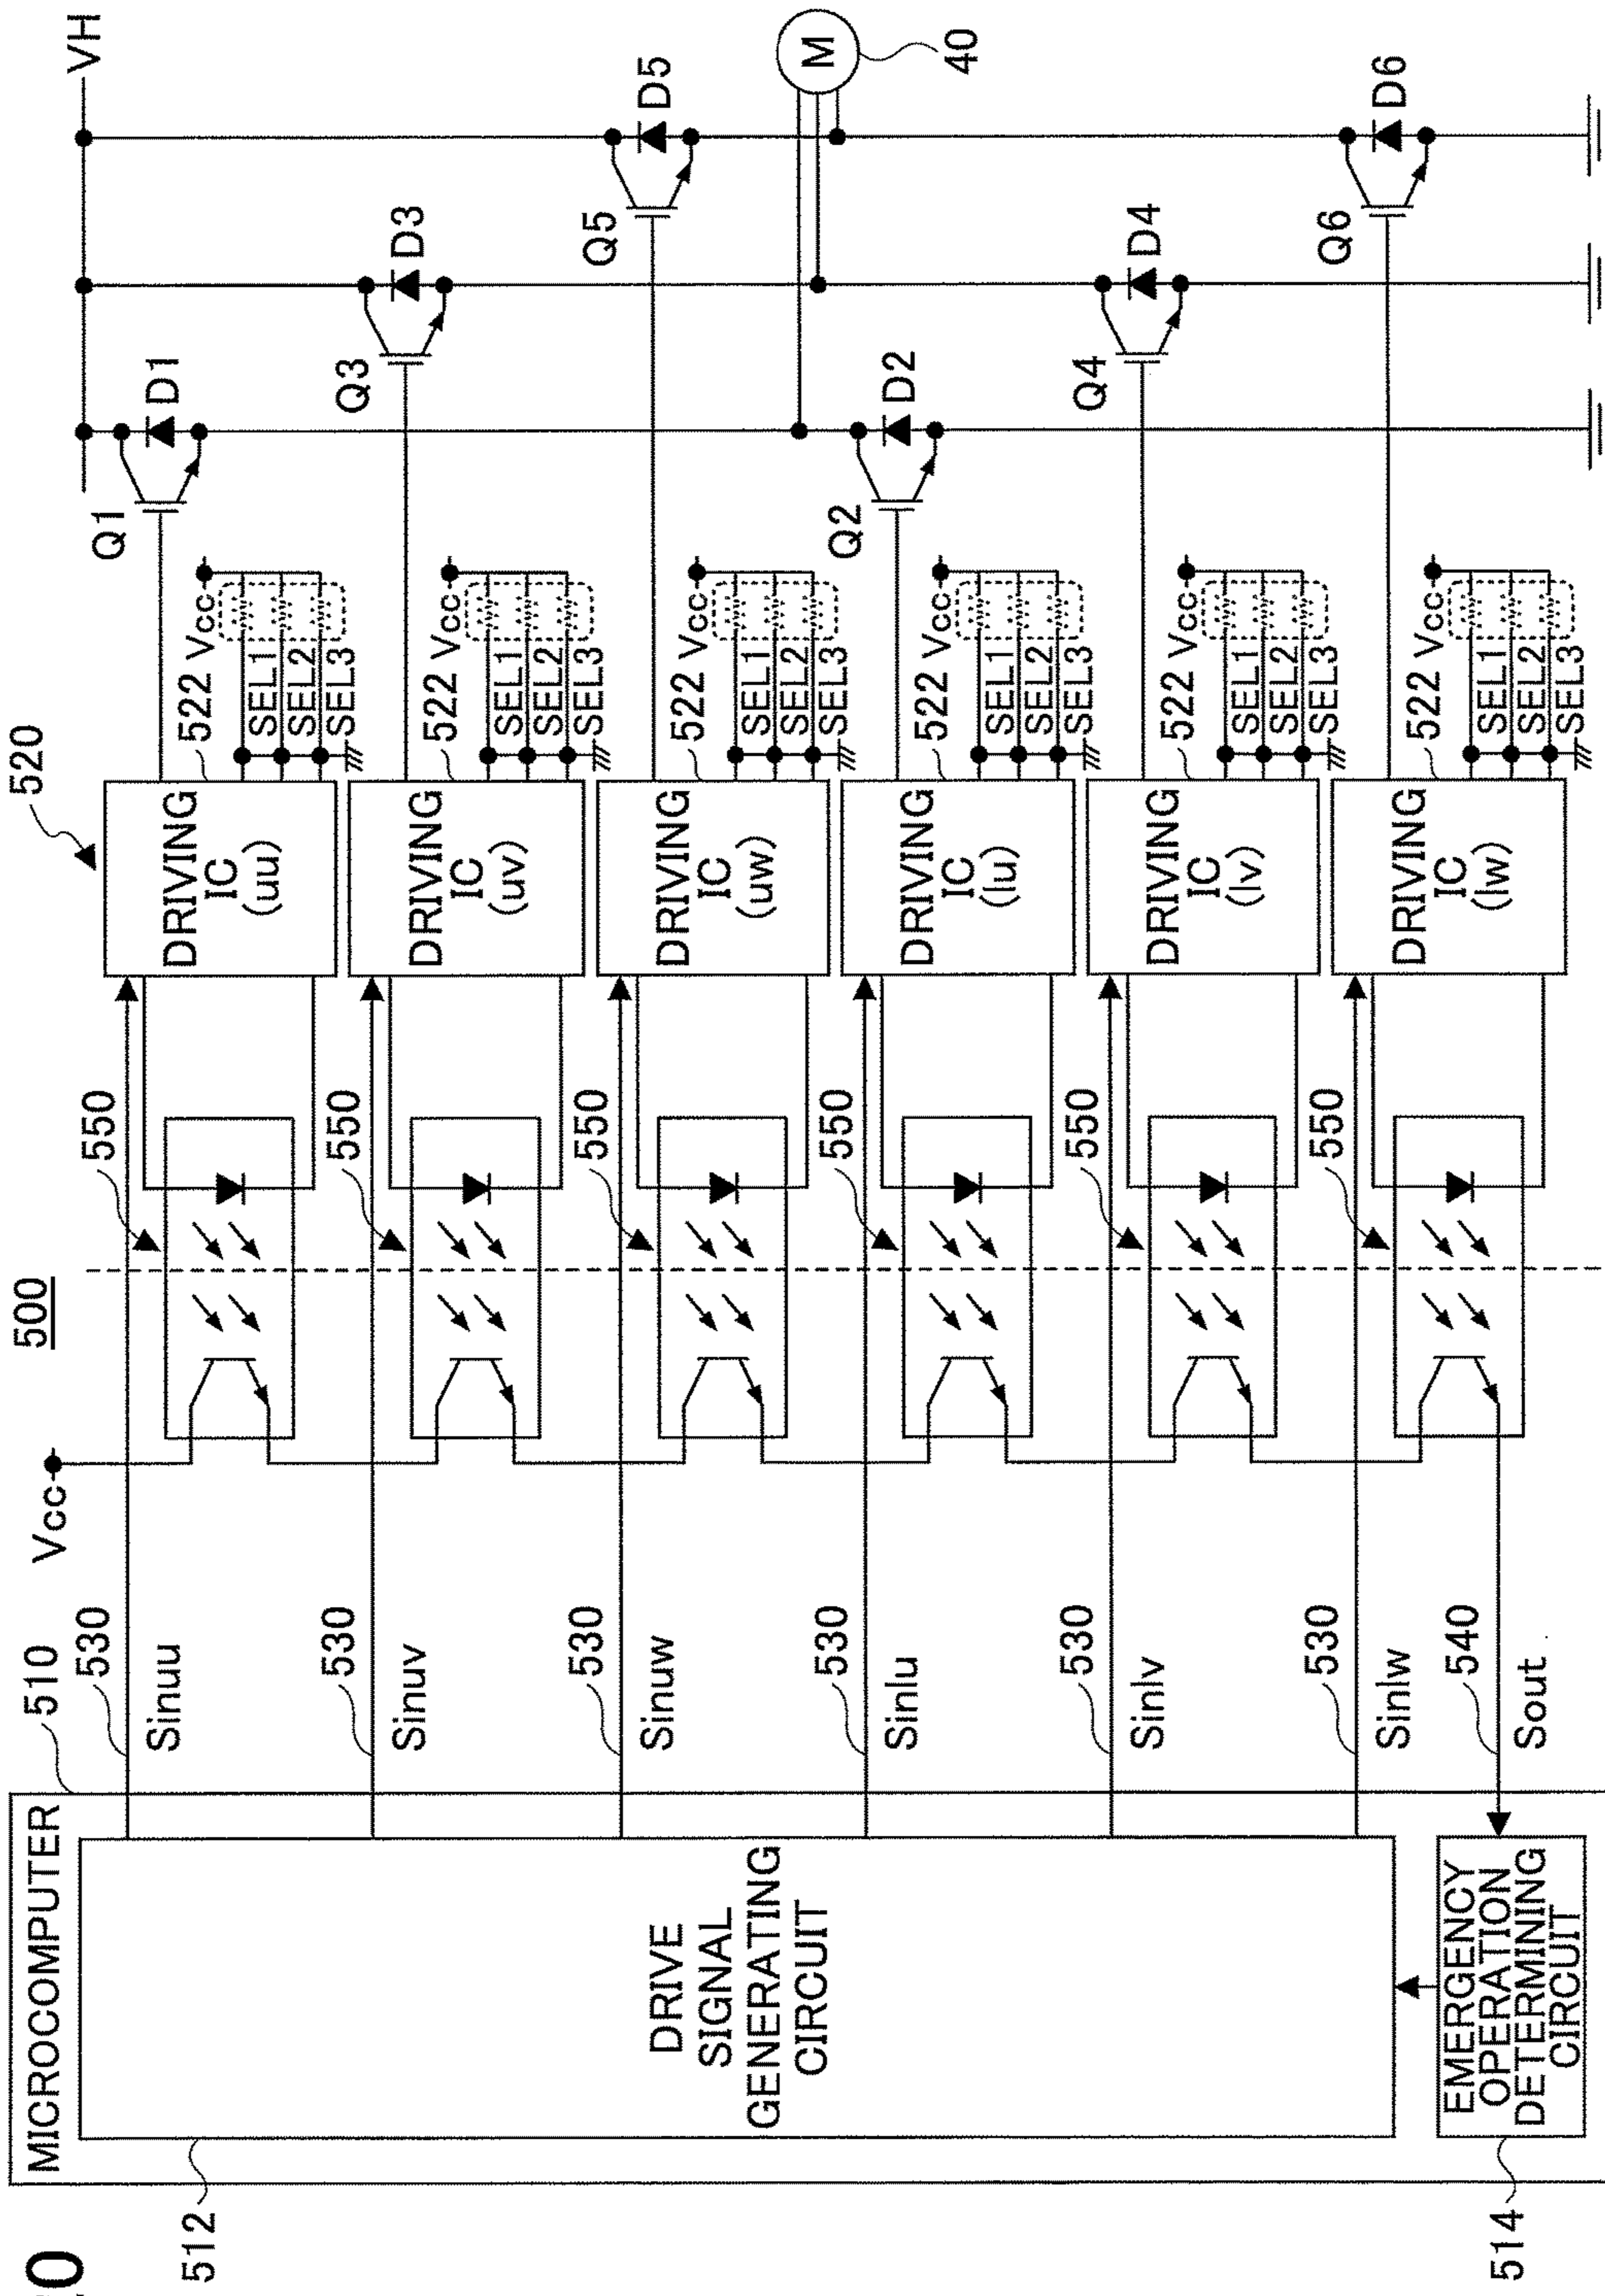 500
MICROCOMPUTER
510
512
DRIVE
SIGNAL
GENERATING
CIRCUIT
514
EMERGENCY
OPERATION
DETERMINING
CIRCUIT
Vcc
530
Sinuu
530
Sinuv
530
Sinuw
530
Sinlu
530
Sinlv
530
Sinlw
540
Sout
550
550
550
550
550
550
520
DRIVING
IC
(uu)
522
Vcc
SEL1
SEL2
SEL3
DRIVING
IC
(uv)
522
Vcc
SEL1
SEL2
SEL3
DRIVING
IC
(uw)
522
Vcc
SEL1
SEL2
SEL3
DRIVING
IC
(lu)
522
Vcc
SEL1
SEL2
SEL3
DRIVING
IC
(lv)
522
Vcc
SEL1
SEL2
SEL3
DRIVING
IC
(lw)
522
Vcc
SEL1
SEL2
SEL3
VH
Q1
D1
Q3
D3
Q5
D5
M
40
Q2
D2
Q4
D4
Q6
D6